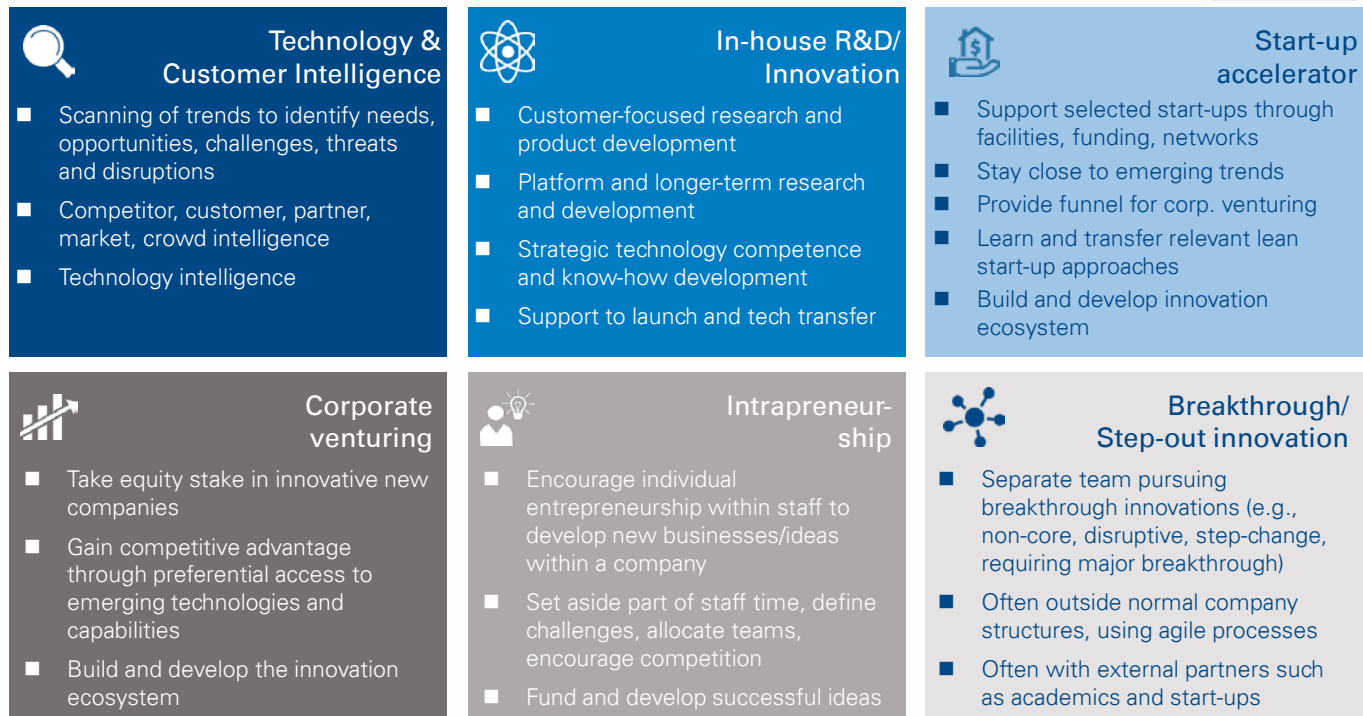 Technology &
Customer Intelligence
■ Scanning of trends to identify needs,
opportunities, challenges, threats
and disruptions
■ Competitor, customer, partner,
market, crowd intelligence
■ Technology intelligence
In-house R&D/
Innovation
■ Customer-focused research and
product development
■ Platform and longer-term research
and development
■ Strategic technology competence
and know-how development
■ Support to launch and tech transfer
Start-up
accelerator
■ Support selected start-ups through
facilities, funding, networks
■ Stay close to emerging trends
■ Provide funnel for corp. venturing
■ Learn and transfer relevant lean
start-up approaches
■ Build and develop innovation
ecosystem
Corporate
venturing
■ Take equity stake in innovative new
companies
■ Gain competitive advantage
through preferential access to
emerging technologies and
capabilities
■ Build and develop the innovation
ecosystem
Intrapreneur-
ship
■ Encourage individual
entrepreneurship within staff to
develop new businesses/ideas
within a company
■ Set aside part of staff time, define
challenges, allocate teams,
encourage competition
■ Fund and develop successful ideas
Breakthrough/
Step-out innovation
■ Separate team pursuing
breakthrough innovations (e.g.,
non-core, disruptive, step-change,
requiring major breakthrough)
■ Often outside normal company
structures, using agile processes
■ Often with external partners such
as academics and start-ups